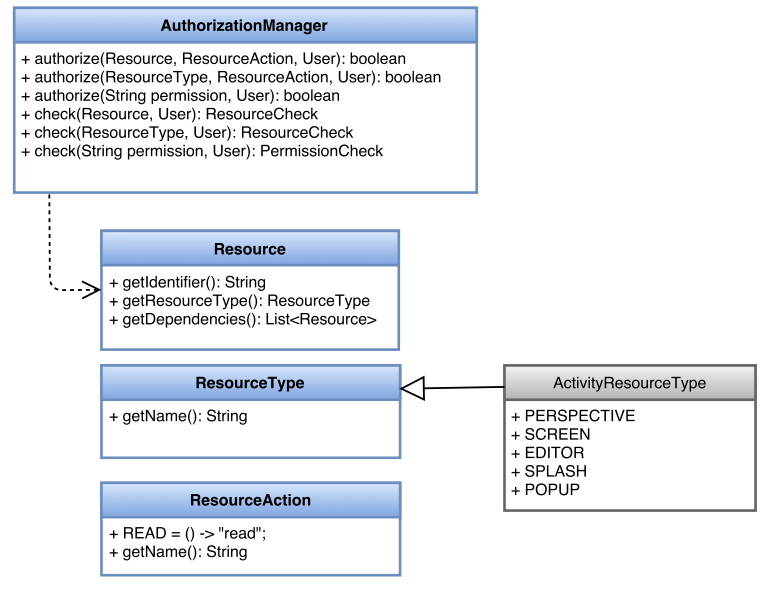 AuthorizationManager
+ authorize(Resource, ResourceAction, User): boolean
+ authorize(ResourceType, ResourceAction, User): boolean
+ authorize(String permission, User): boolean
+ check(Resource, User): ResourceCheck
+ check(ResourceType, User): ResourceCheck
+ check(String permission, User): PermissionCheck
Resource
+ getIdentifier(): String
+ getResourceType(): ResourceType
+ getDependencies(): List<Resource>
ResourceType
+ getName(): String
ActivityResourceType
+ PERSPECTIVE
+ SCREEN
+ EDITOR
+ SPLASH
+ POPUP
ResourceAction
+ READ = () -> "read";
+ getName(): String